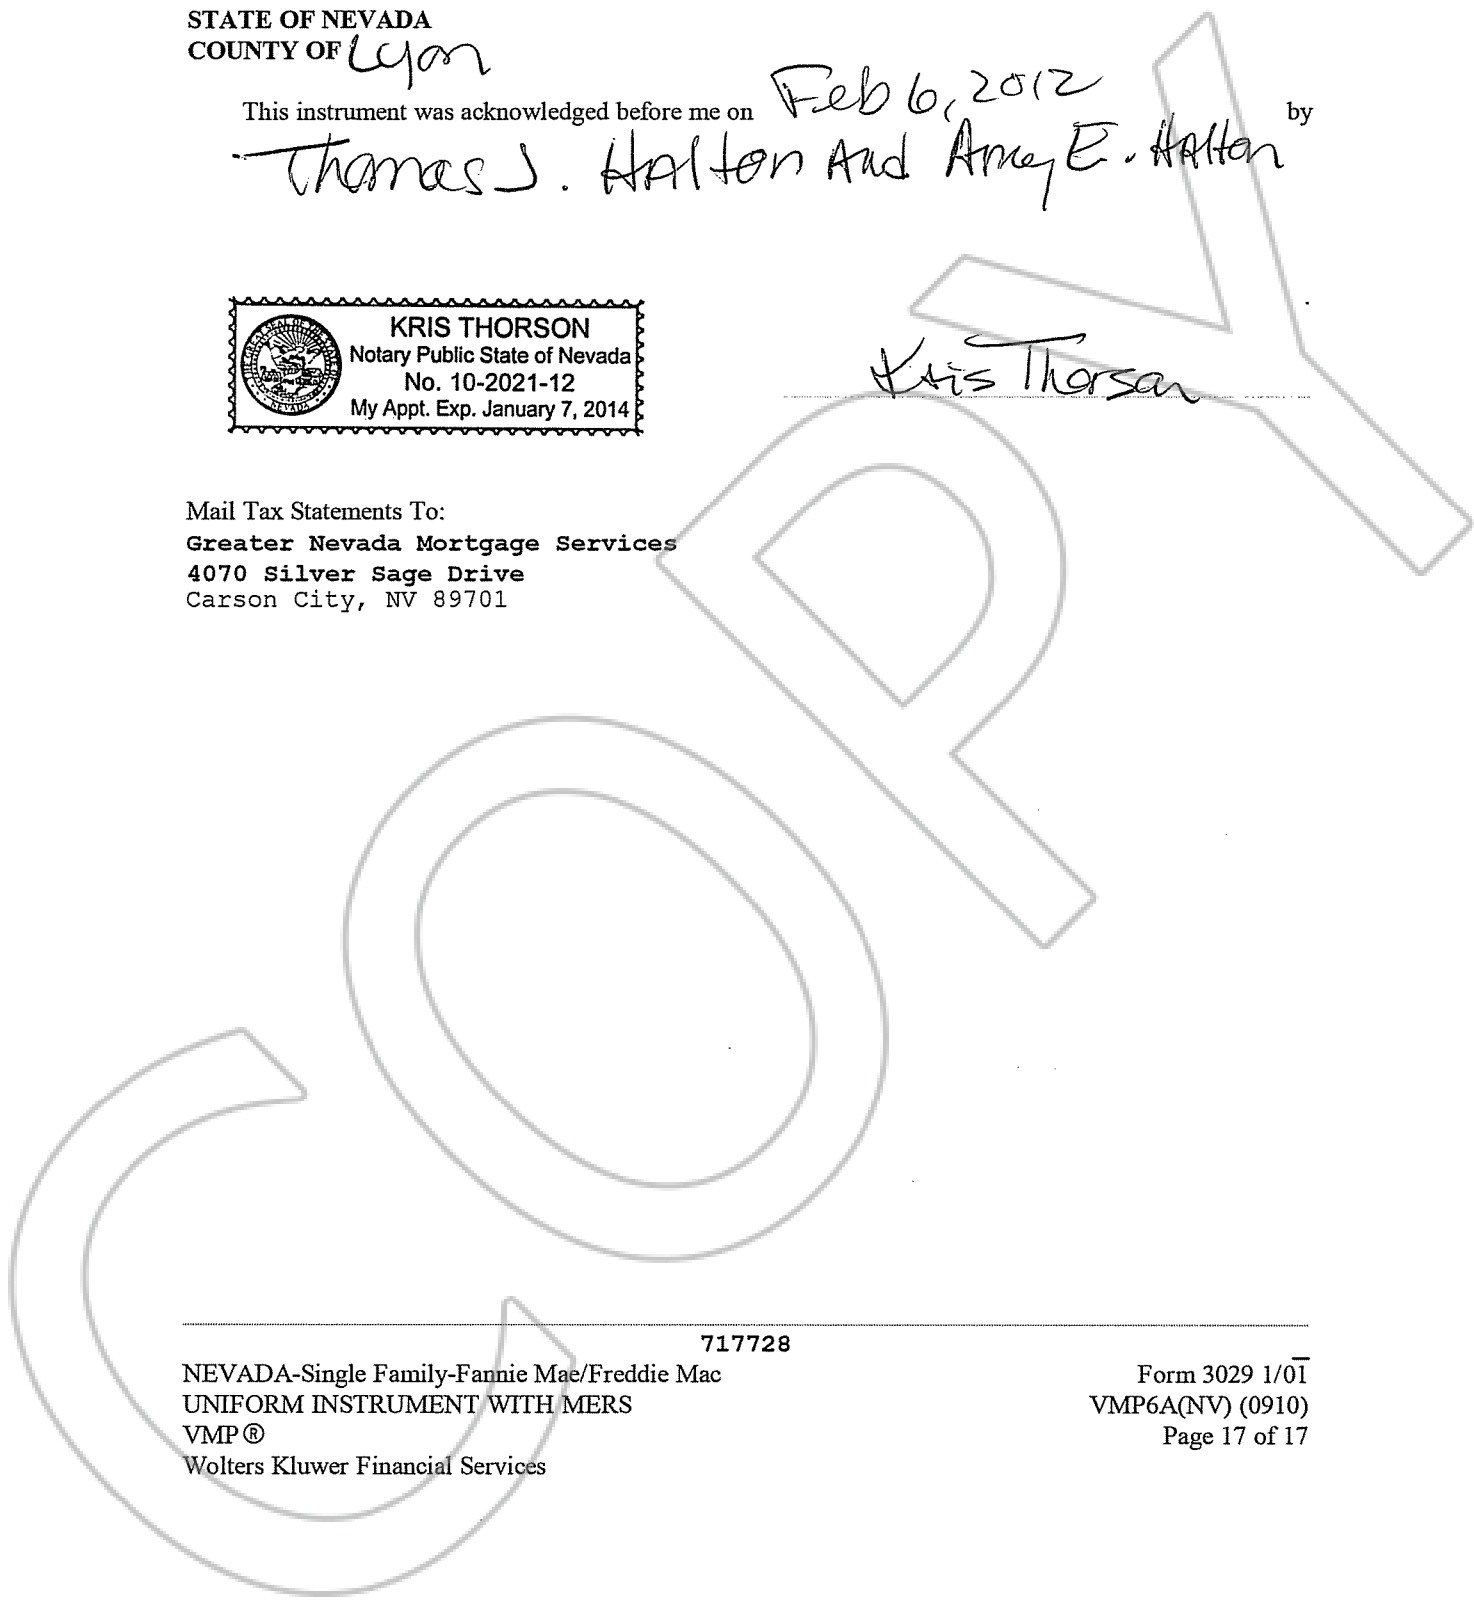 STATE OF NEVADA
COUNTY OF Lyon
This instrument was acknowledged before me on Feb 6, 2012 by
Thomas J. Halton And Amey E. Halton
KRIS THORSON
Notary Public State of Nevada
No. 10-2021-12
My Appt. Exp. January 7, 2014
NEVADA
Kris Thorson
Mail Tax Statements To:
Greater Nevada Mortgage Services
4070 Silver Sage Drive
Carson City, NV 89701
COPY
717728
NEVADA-Single Family-Fannie Mae/Freddie Mac
UNIFORM INSTRUMENT WITH MERS
VMP ®
Wolters Kluwer Financial Services
Form 3029 1/01
VMP6A(NV) (0910)
Page 17 of 17